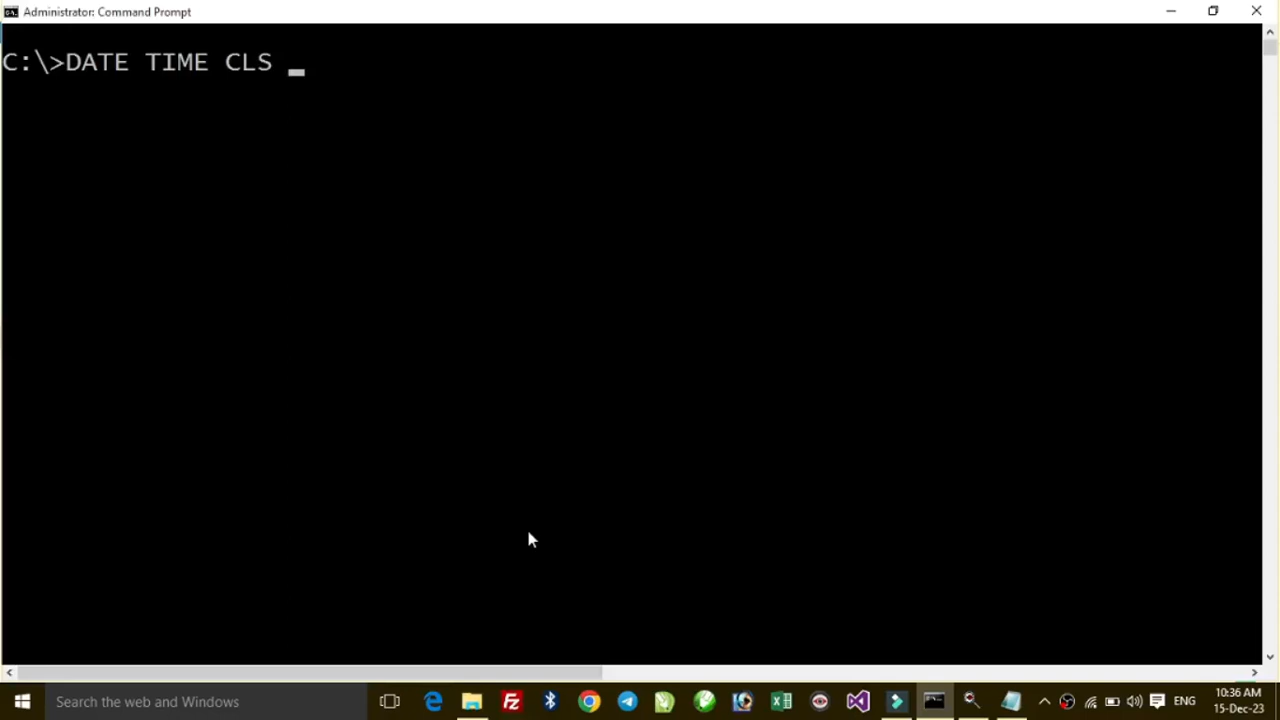 Administrator: Command Prompt
C:\>DATE TIME CLS _
Search the web and Windows
ENG
10:36 AM
15-Dec-23